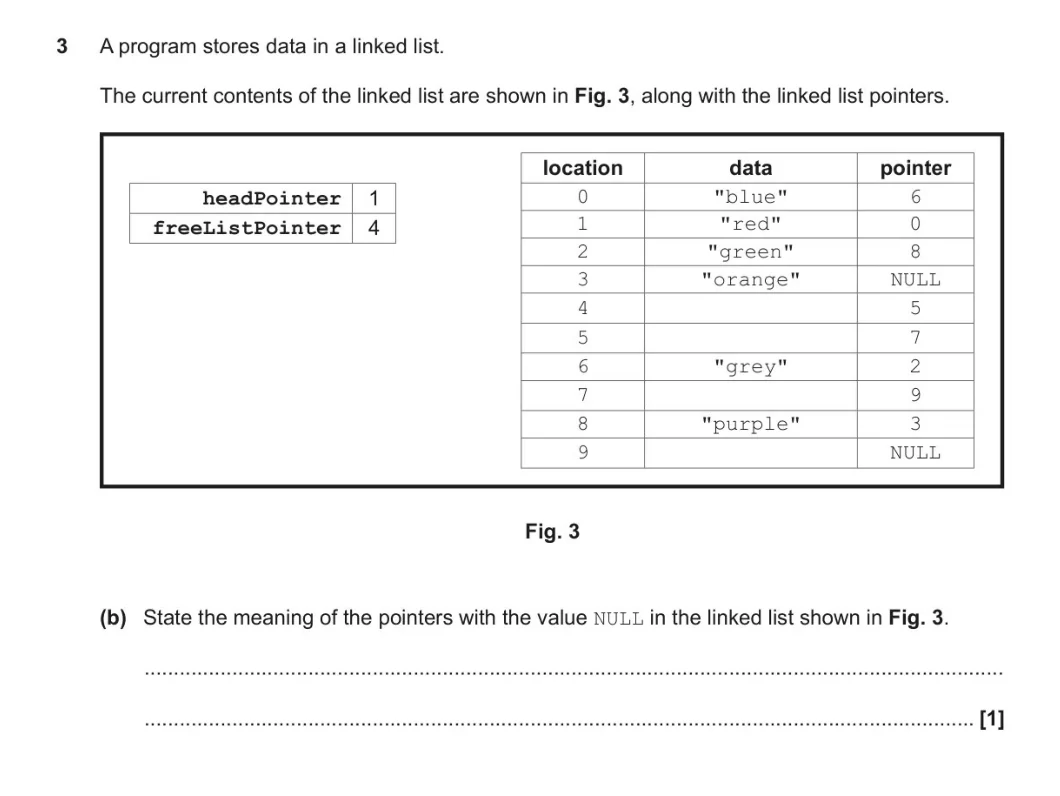 3 A program stores data in a linked list.
The current contents of the linked list are shown in Fig. 3, along with the linked list pointers.
headPointer 1
freeListPointer 4
location data pointer
0 "blue" 6
1 "red" 0
2 "green" 8
3 "orange" NULL
4 5
5 7
6 "grey" 2
7 9
8 "purple" 3
9 NULL
Fig. 3
(b) State the meaning of the pointers with the value NULL in the linked list shown in Fig. 3.
[1]